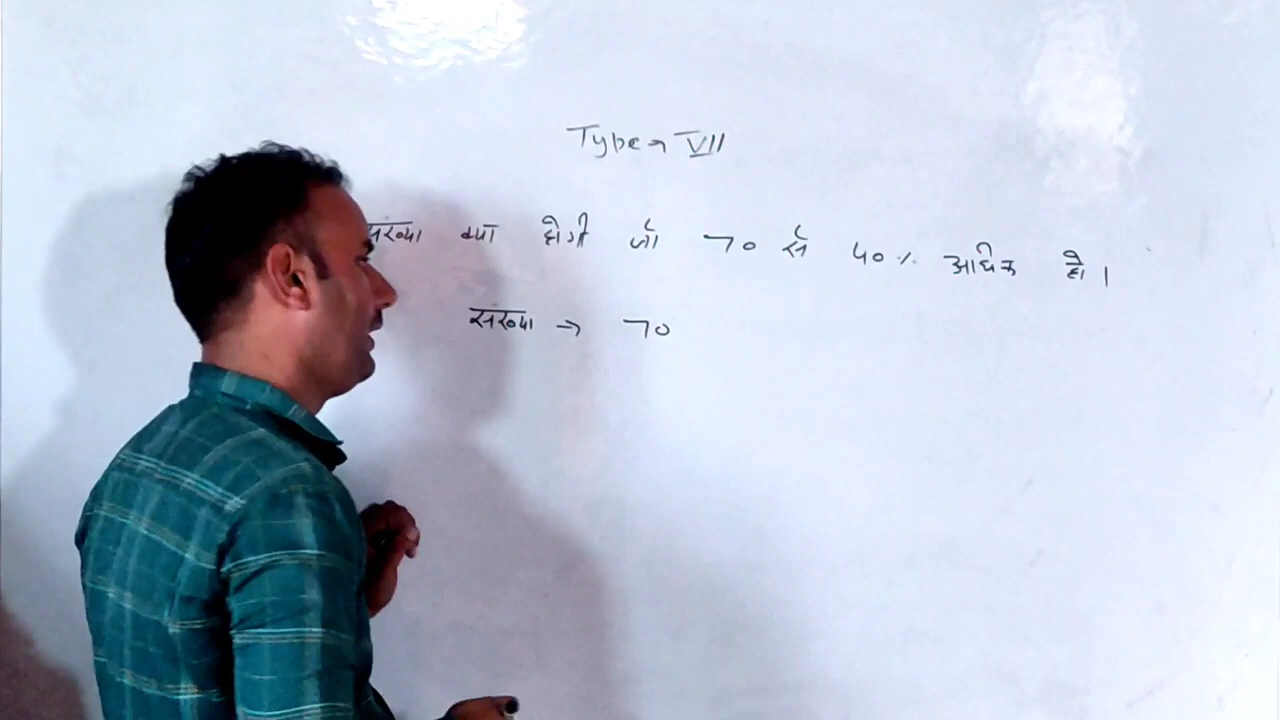 Type → VII
संख्या क्या होगी जो 70 से 40% अधिक है।
संख्या → 70